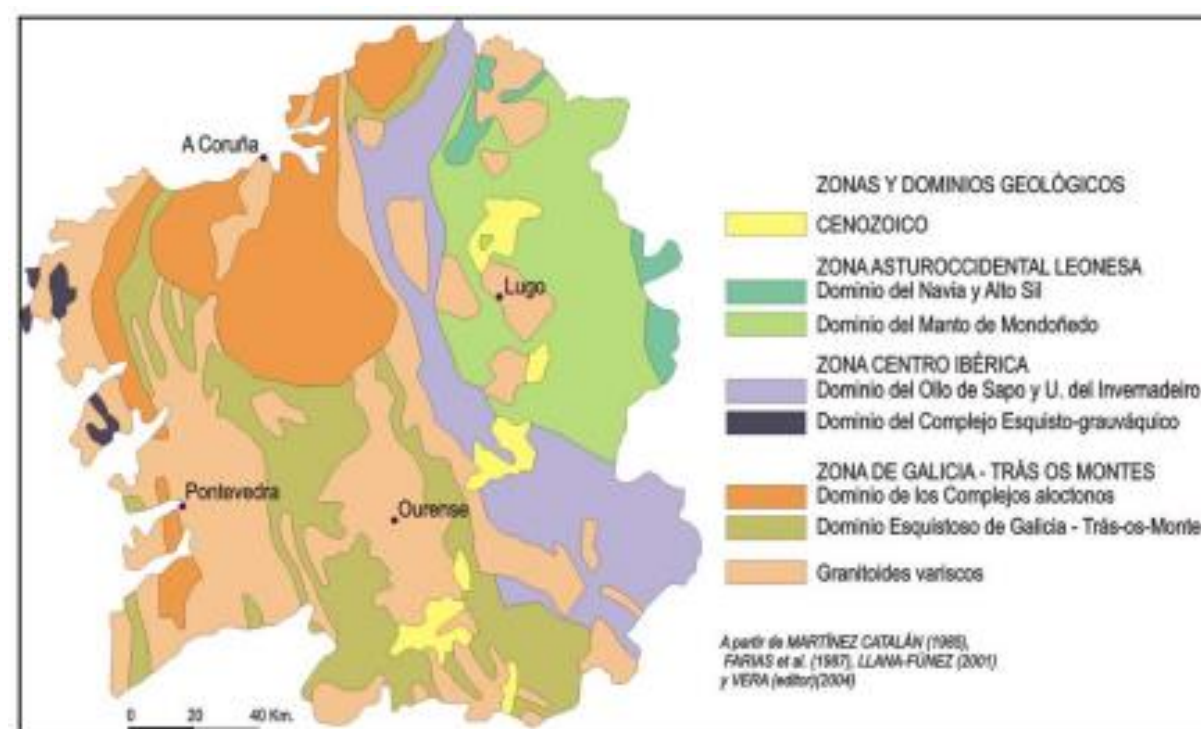 A Coruña
Lugo
Pontevedra
Ourense
0 20 40 Km.
ZONAS Y DOMINIOS GEOLÓGICOS
CENOZOICO
ZONA ASTUROCCIDENTAL LEONESA
Dominio del Navia y Alto Sil
Dominio del Manto de Mondoñedo
ZONA CENTRO IBÉRICA
Dominio del Ollo de Sapo y U. del Invernadeiro
Dominio del Complejo Esquisto-grauváquico
ZONA DE GALICIA - TRÁS OS MONTES
Dominio de los Complejos aloctonos
Dominio Esquistoso de Galicia - Trás-os-Monte
Granitoides variscos
A partir de MARTÍNEZ CATALÁN (1985),
FARIAS et al. (1987), LLANA-FÚNEZ (2001)
y VERA (editor)(2004)